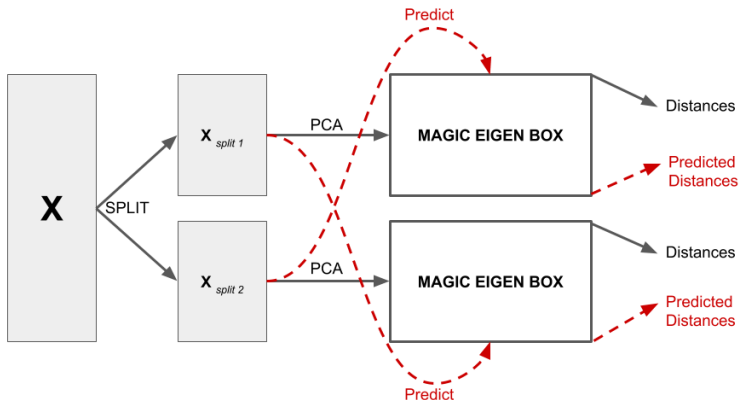 Predict
X
SPLIT
X split 1
PCA
MAGIC EIGEN BOX
Distances
Predicted
Distances
X split 2
PCA
MAGIC EIGEN BOX
Distances
Predicted
Distances
Predict